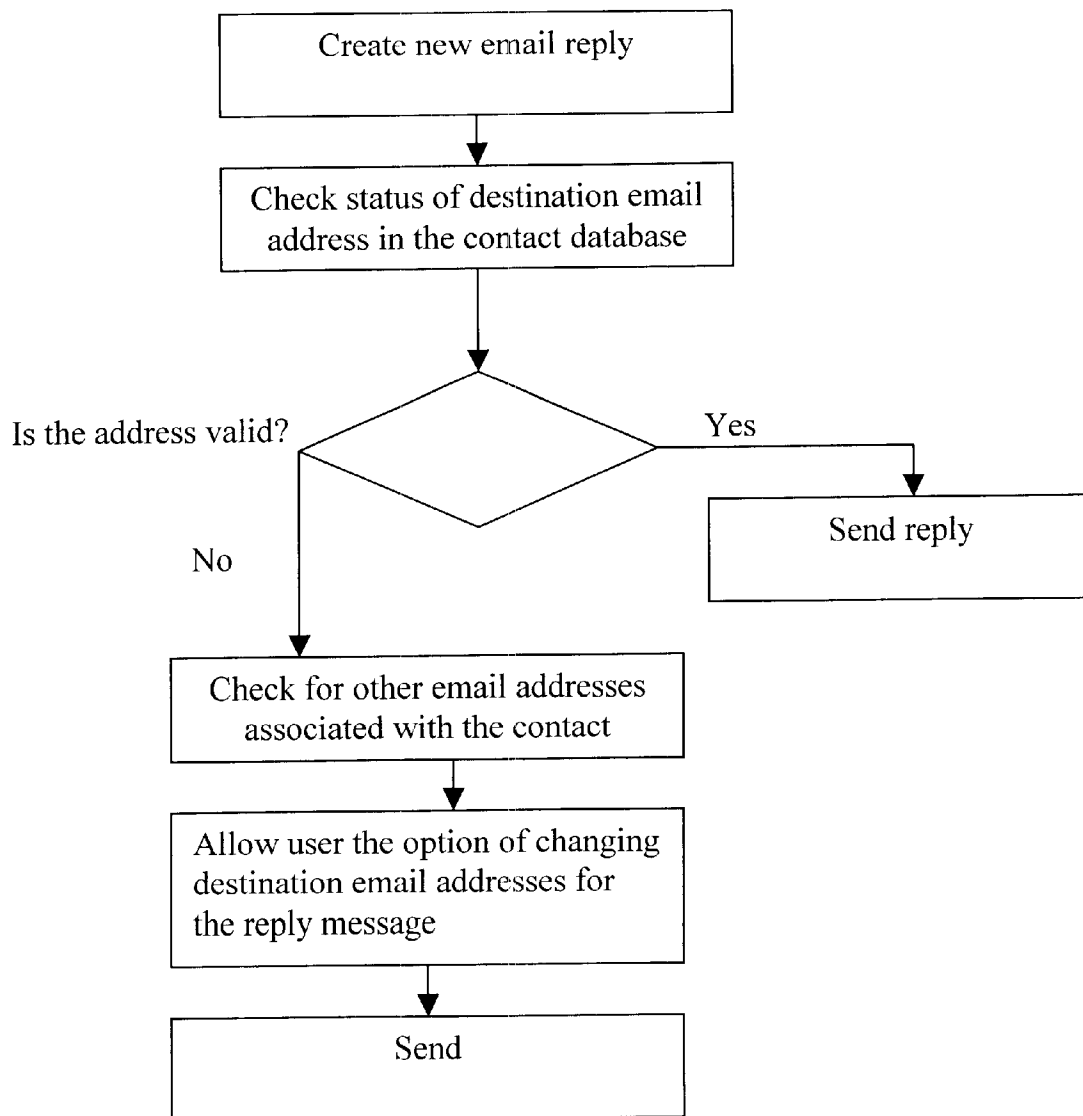 Create new email reply
Check status of destination email
address in the contact database
Is the address valid?
Yes
Send reply
No
Check for other email addresses
associated with the contact
Allow user the option of changing
destination email addresses for
the reply message
Send